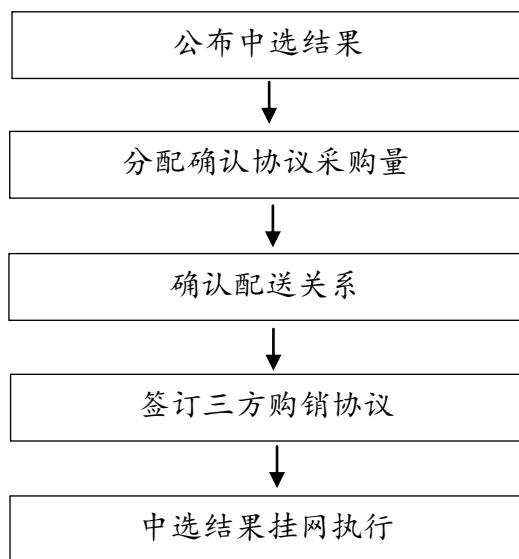 公布中选结果
分配确认协议采购量
确认配送关系
签订三方购销协议
中选结果挂网执行